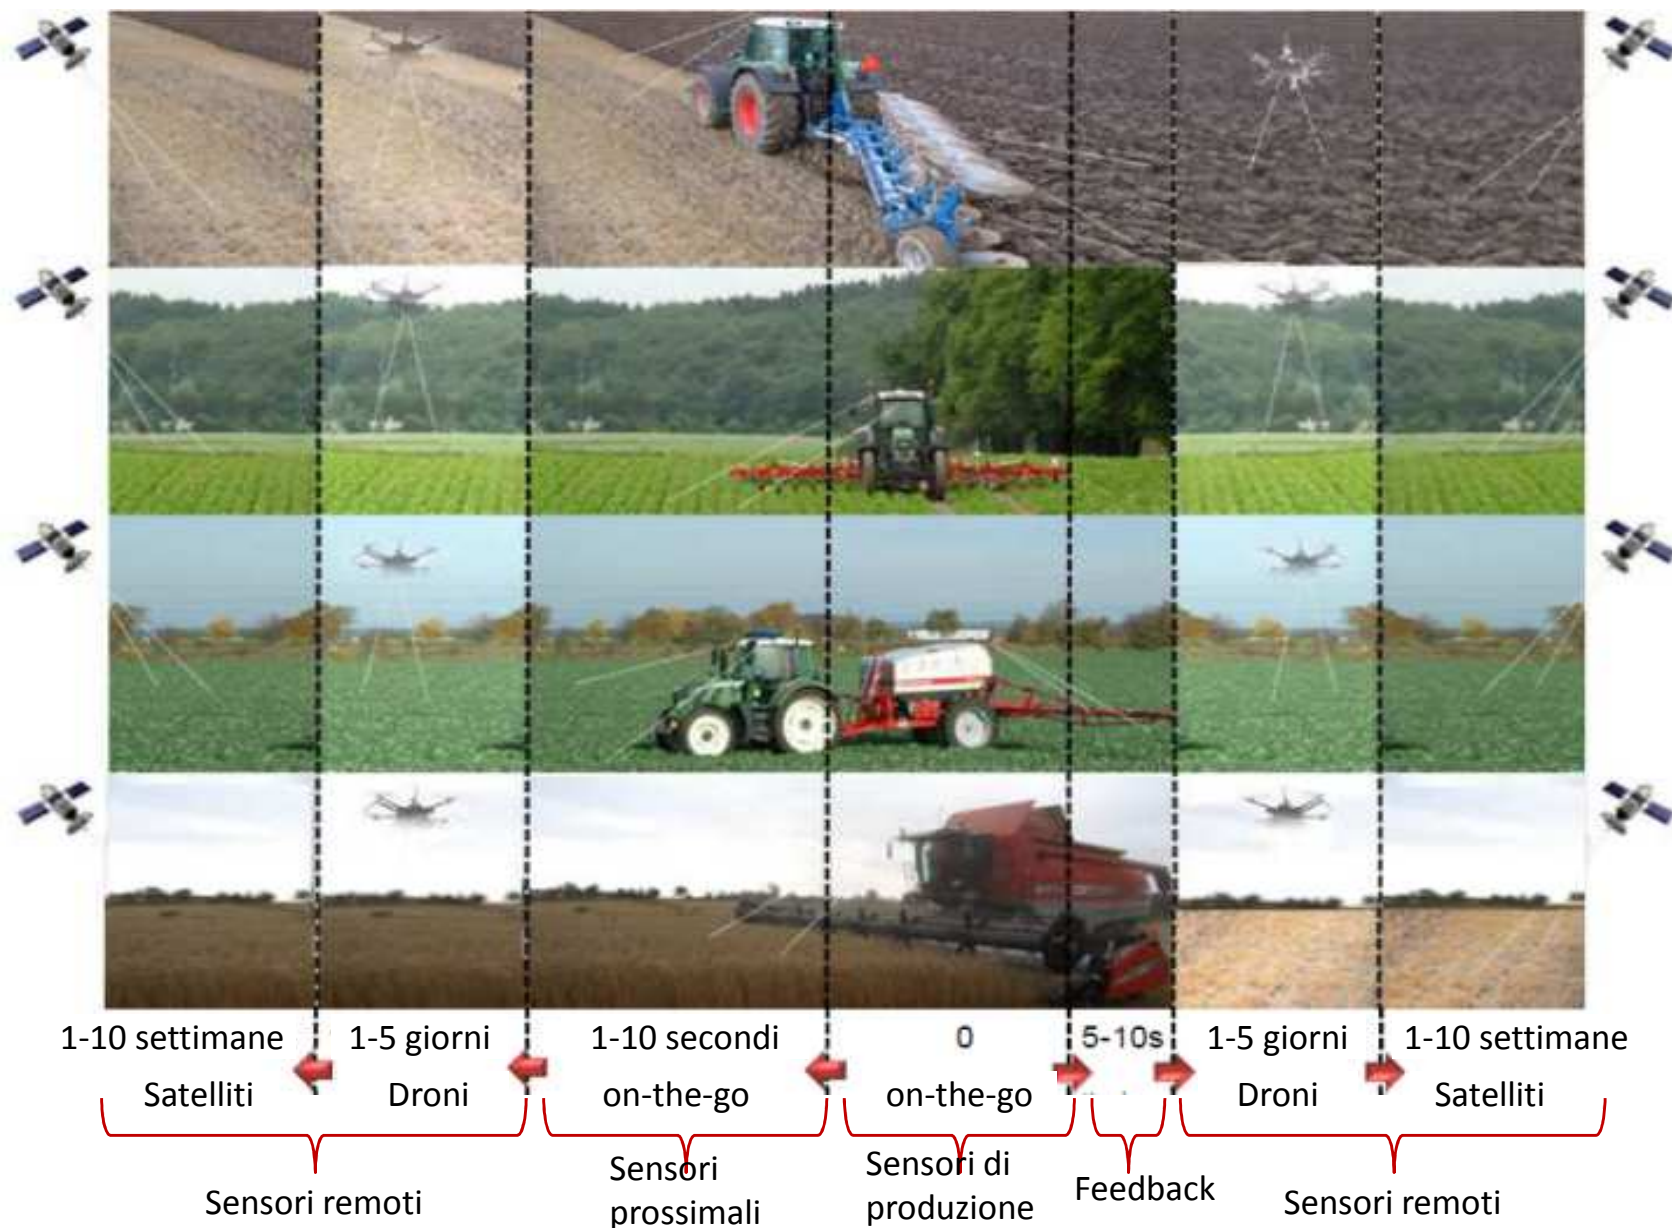 1-10 settimane
1-5 giorni
1-10 secondi
0
5-10s
1-5 giorni
1-10 settimane
Satelliti
Droni
on-the-go
on-the-go
Droni
Satelliti
Sensori remoti
Sensori
prossimali
Sensori di
produzione
Feedback
Sensori remoti